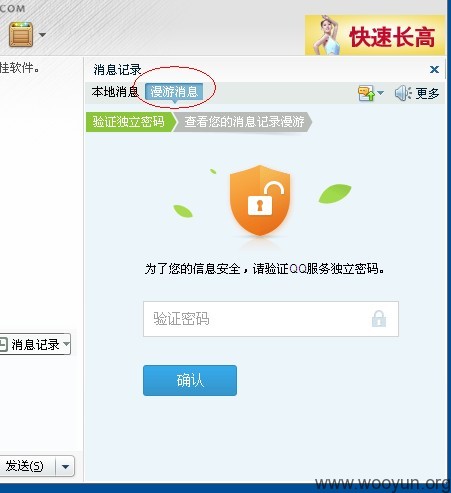 COM
快速长高
挂软件。
消息记录
本地消息 漫游消息 更多
验证独立密码 查看您的消息记录漫游
为了您的信息安全，请验证QQ服务独立密码。
验证密码
消息记录
确认
发送(S)
www.wooyun.org